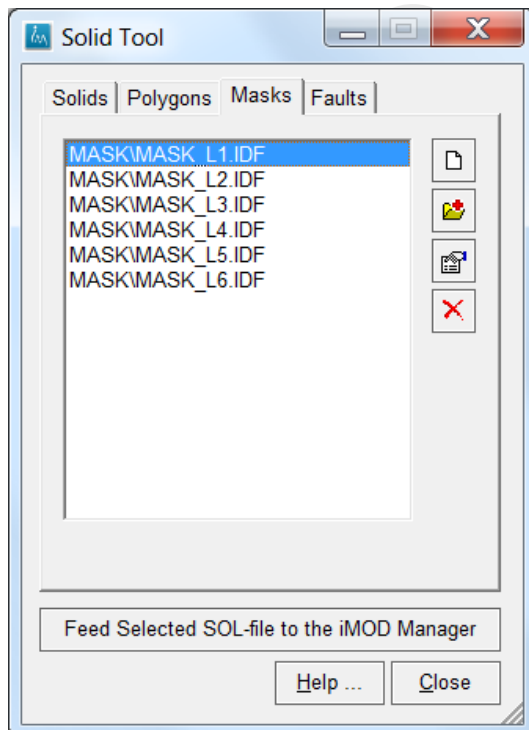 Solid Tool
Solids Polygons Masks Faults
MASK\MASK_L1.IDF
MASK\MASK_L2.IDF
MASK\MASK_L3.IDF
MASK\MASK_L4.IDF
MASK\MASK_L5.IDF
MASK\MASK_L6.IDF
Feed Selected SOL-file to the iMOD Manager
Help ... Close